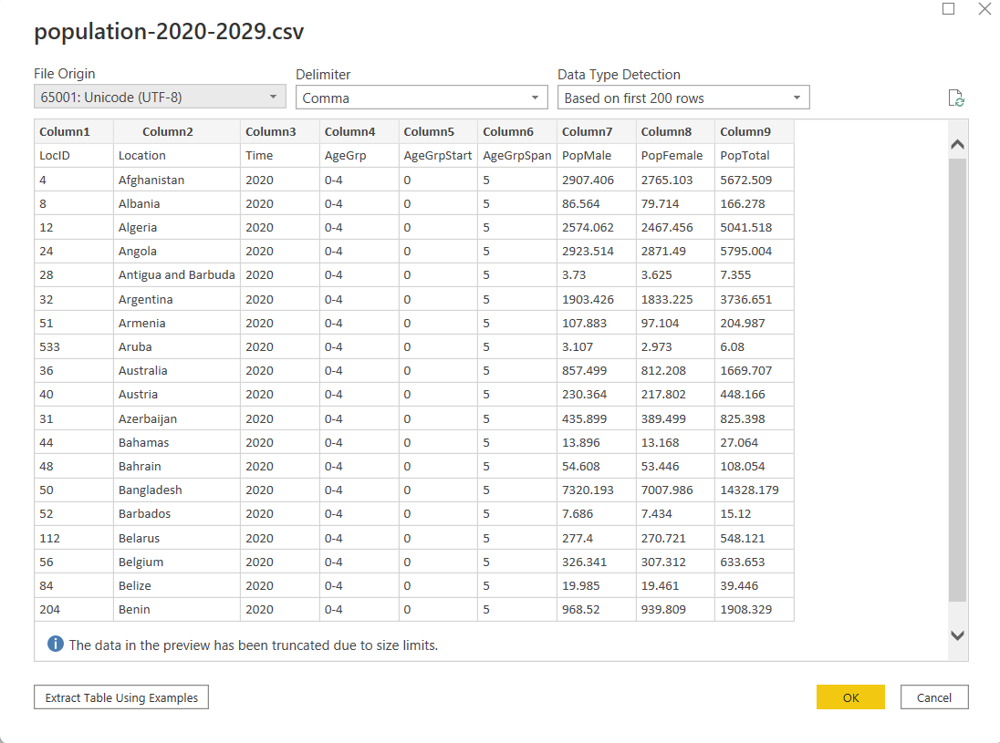 population-2020-2029.csv
File Origin Delimiter Data Type Detection
65001: Unicode (UTF-8) Comma Based on first 200 rows
Column1 Column2 Column3 Column4 Column5 Column6 Column7 Column8 Column9
LocID Location Time AgeGrp AgeGrpStart AgeGrpSpan PopMale PopFemale PopTotal
4 Afghanistan 2020 0-4 0 5 2907.406 2765.103 5672.509
8 Albania 2020 0-4 0 5 86.564 79.714 166.278
12 Algeria 2020 0-4 0 5 2574.062 2467.456 5041.518
24 Angola 2020 0-4 0 5 2923.514 2871.49 5795.004
28 Antigua and Barbuda 2020 0-4 0 5 3.73 3.625 7.355
32 Argentina 2020 0-4 0 5 1903.426 1833.225 3736.651
51 Armenia 2020 0-4 0 5 107.883 97.104 204.987
533 Aruba 2020 0-4 0 5 3.107 2.973 6.08
36 Australia 2020 0-4 0 5 857.499 812.208 1669.707
40 Austria 2020 0-4 0 5 230.364 217.802 448.166
31 Azerbaijan 2020 0-4 0 5 435.899 389.499 825.398
44 Bahamas 2020 0-4 0 5 13.896 13.168 27.064
48 Bahrain 2020 0-4 0 5 54.608 53.446 108.054
50 Bangladesh 2020 0-4 0 5 7320.193 7007.986 14328.179
52 Barbados 2020 0-4 0 5 7.686 7.434 15.12
112 Belarus 2020 0-4 0 5 277.4 270.721 548.121
56 Belgium 2020 0-4 0 5 326.341 307.312 633.653
84 Belize 2020 0-4 0 5 19.985 19.461 39.446
204 Benin 2020 0-4 0 5 968.52 939.809 1908.329
The data in the preview has been truncated due to size limits.
Extract Table Using Examples OK Cancel